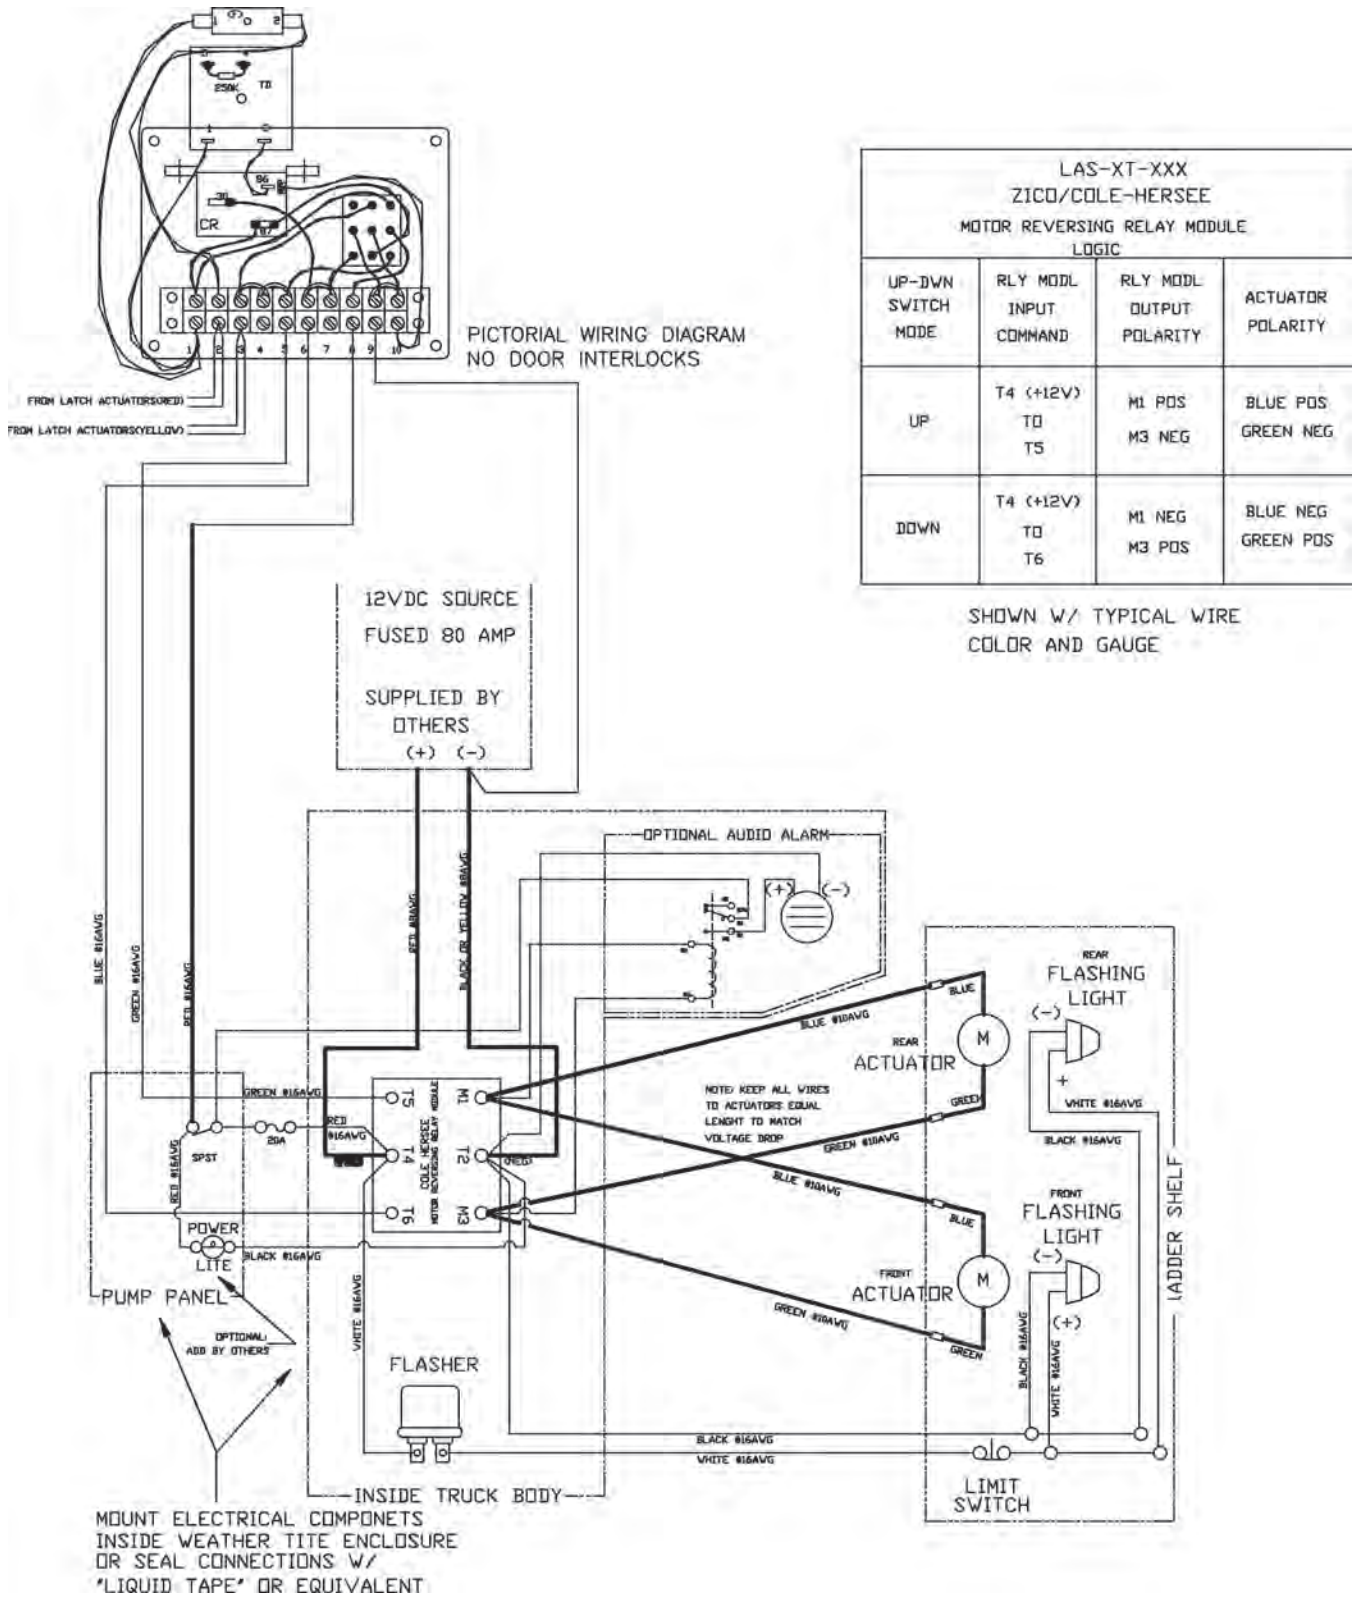 1
2
250K
TD
1
86
30
CR
87
1 2 3 4 5 6 7 8 9 10
PICTORIAL WIRING DIAGRAM
NO DOOR INTERLOCKS
FROM LATCH ACTUATORS(RED)
FROM LATCH ACTUATORS(YELLOW)
LAS-XT-XXX
ZICO/COLE-HERSEE
MOTOR REVERSING RELAY MODULE
LOGIC
UP-DWN
SWITCH
MODE
RLY MODL
INPUT
COMMAND
RLY MODL
OUTPUT
POLARITY
ACTUATOR
POLARITY
UP
T4 (+12V)
TO
T5
M1 POS
M3 NEG
BLUE POS
GREEN NEG
DOWN
T4 (+12V)
TO
T6
M1 NEG
M3 POS
BLUE NEG
GREEN POS
SHOWN W/ TYPICAL WIRE
COLOR AND GAUGE
12VDC SOURCE
FUSED 80 AMP
SUPPLIED BY
OTHERS
(+) (-)
OPTIONAL AUDIO ALARM
(+) (-)
BLUE #16AWG
GREEN #16AWG
RED #16AWG
RED #8AWG
BLACK OR YELLOW #8AWG
BLUE #10AWG
BLUE
REAR
ACTUATOR
M
GREEN
GREEN #10AWG
REAR
FLASHING
LIGHT
(-)
+
WHITE #16AWG
BLACK #16AWG
NOTE: KEEP ALL WIRES
TO ACTUATORS EQUAL
LENGHT TO MATCH
VOLTAGE DROP
GREEN #16AWG
RED
#16AWG
20A
SPST
RED #16AWG
T5
T4
T6
COLE HERSEE
MOTOR REVERSING RELAY MODULE
M1
T2
M3
(NEG)
POWER
LITE
BLACK #16AWG
PUMP PANEL
OPTIONAL:
ADD BY OTHERS
BLUE #10AWG
BLUE
FRONT
ACTUATOR
M
GREEN #10AWG
GREEN
FRONT
FLASHING
LIGHT
(-)
(+)
BLACK #16AWG
WHITE #16AWG
LADDER SHELF
WHITE #16AWG
FLASHER
BLACK #16AWG
WHITE #16AWG
LIMIT
SWITCH
INSIDE TRUCK BODY
MOUNT ELECTRICAL COMPONETS
INSIDE WEATHER TITE ENCLOSURE
OR SEAL CONNECTIONS W/
"LIQUID TAPE" OR EQUIVALENT